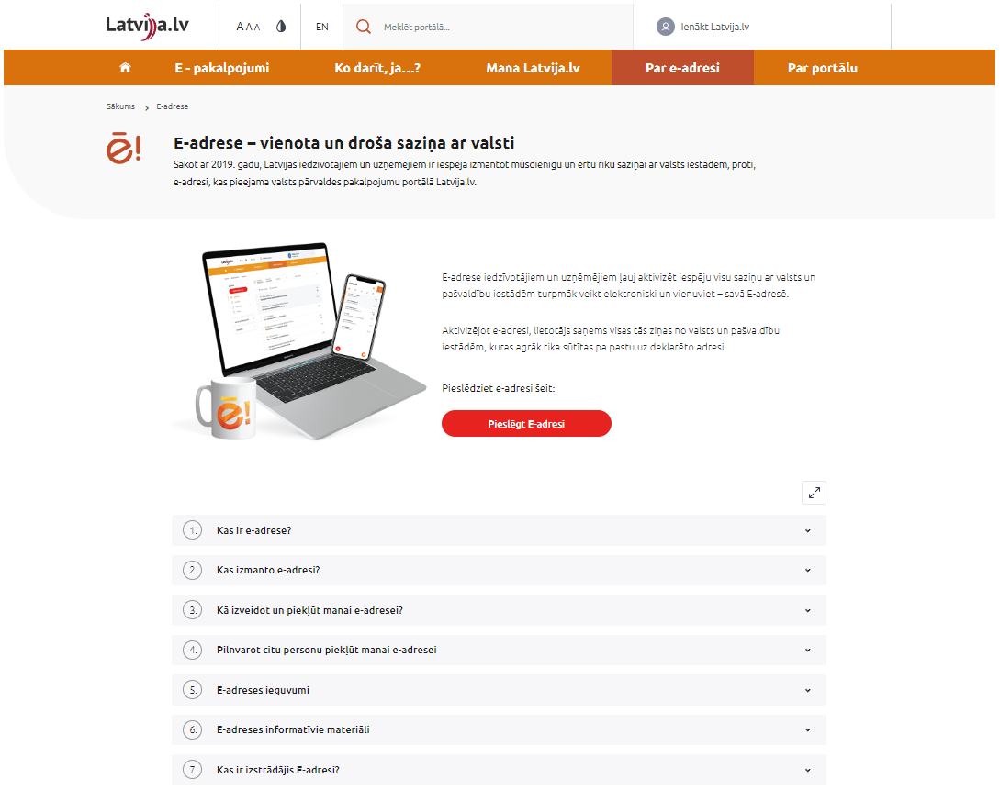 Latvija.lv
A A A
EN
Meklēt portālā...
Ienākt Latvija.lv
E - pakalpojumi
Ko darīt, ja...?
Mana Latvija.lv
Par e-adresi
Par portālu
Sākums > E-adrese
ē!
E-adrese – vienota un droša saziņa ar valsti
Sākot ar 2019. gadu, Latvijas iedzīvotājiem un uzņēmējiem ir iespēja izmantot mūsdienīgu un ērtu rīku saziņai ar valsts iestādēm, proti,
e-adresi, kas pieejama valsts pārvaldes pakalpojumu portālā Latvija.lv.
ē!
E-adrese iedzīvotājiem un uzņēmējiem ļauj aktivizēt iespēju visu saziņu ar valsts un
pašvaldību iestādēm turpmāk veikt elektroniski un vienuviet – savā E-adresē.
Aktivizējot e-adresi, lietotājs saņems visas tās ziņas no valsts un pašvaldību
iestādēm, kuras agrāk tika sūtītas pa pastu uz deklarēto adresi.
Pieslēdziet e-adresi šeit:
Pieslēgt E-adresi
1. Kas ir e-adrese?
2. Kas izmanto e-adresi?
3. Kā izveidot un piekļūt manai e-adresei?
4. Pilnvarot citu personu piekļūt manai e-adresei
5. E-adreses ieguvumi
6. E-adreses informatīvie materiāli
7. Kas ir izstrādājis E-adresi?